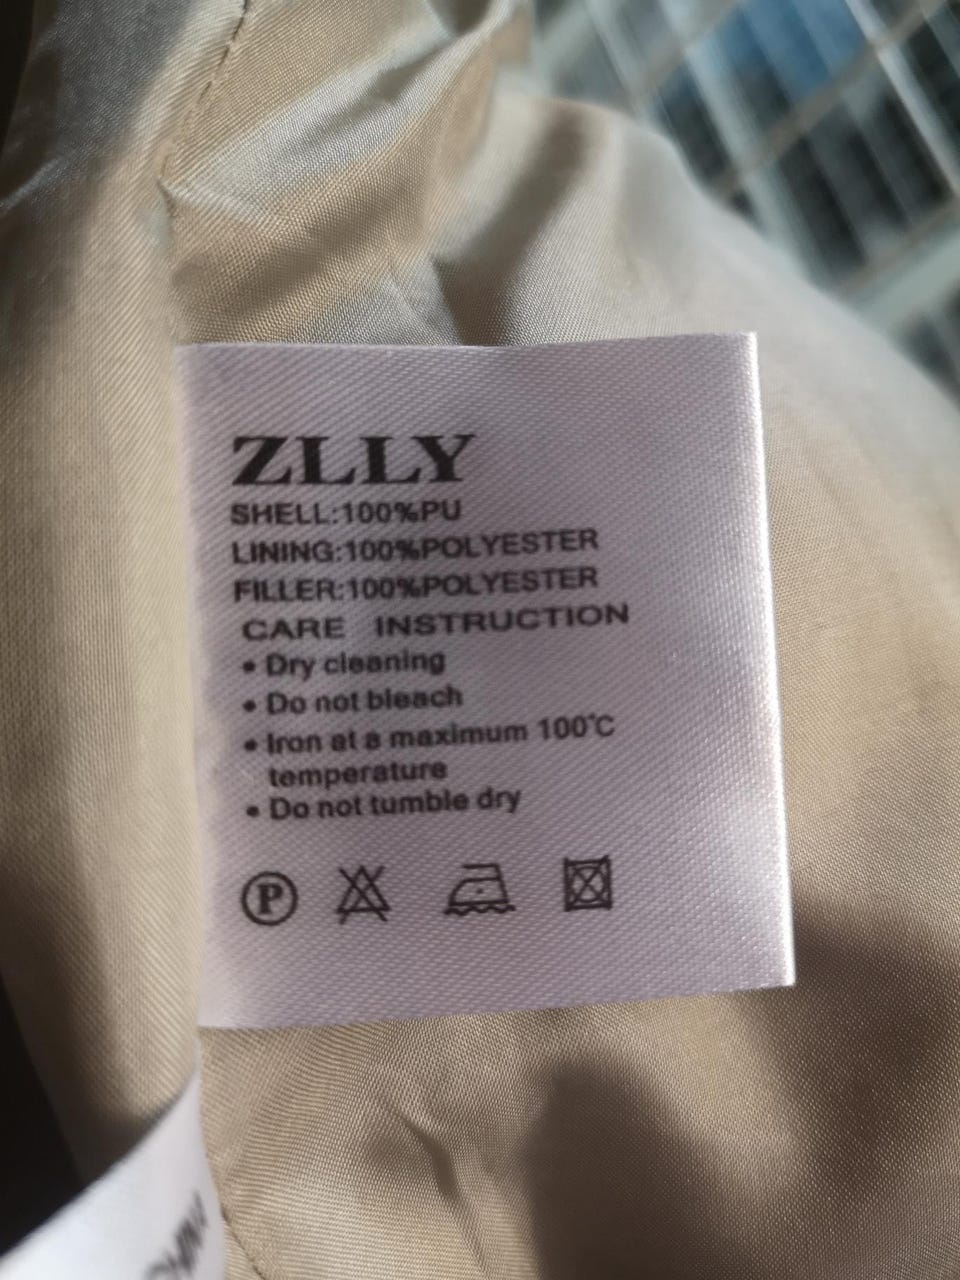 ZLLY
SHELL:100%PU
LINING:100%POLYESTER
FILLER:100%POLYESTER
CARE INSTRUCTION
• Dry cleaning
• Do not bleach
• Iron at a maximum 100℃
temperature
• Do not tumble dry
P